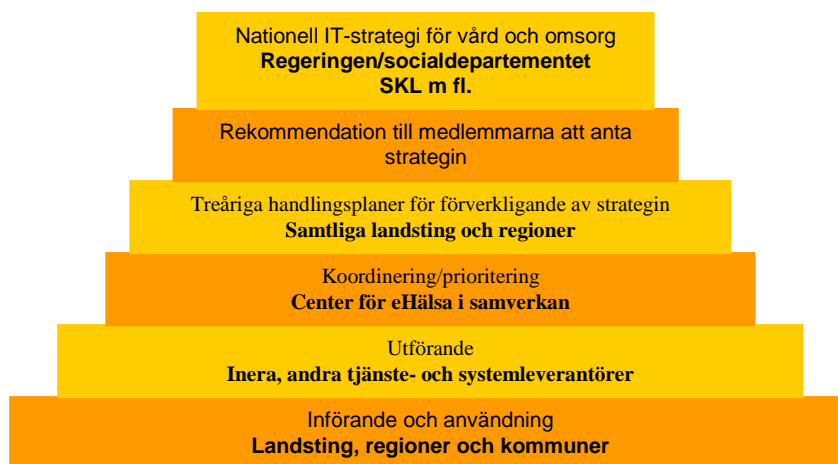 Nationell IT-strategi för vård och omsorg
Regeringen/socialdepartementet
SKL m fl.
Rekommendation till medlemmarna att anta
strategin
Treåriga handlingsplaner för förverkligande av strategin
Samtliga landsting och regioner
Koordinering/prioritering
Center för eHälsa i samverkan
Utförande
Inera, andra tjänste- och systemleverantörer
Införande och användning
Landsting, regioner och kommuner